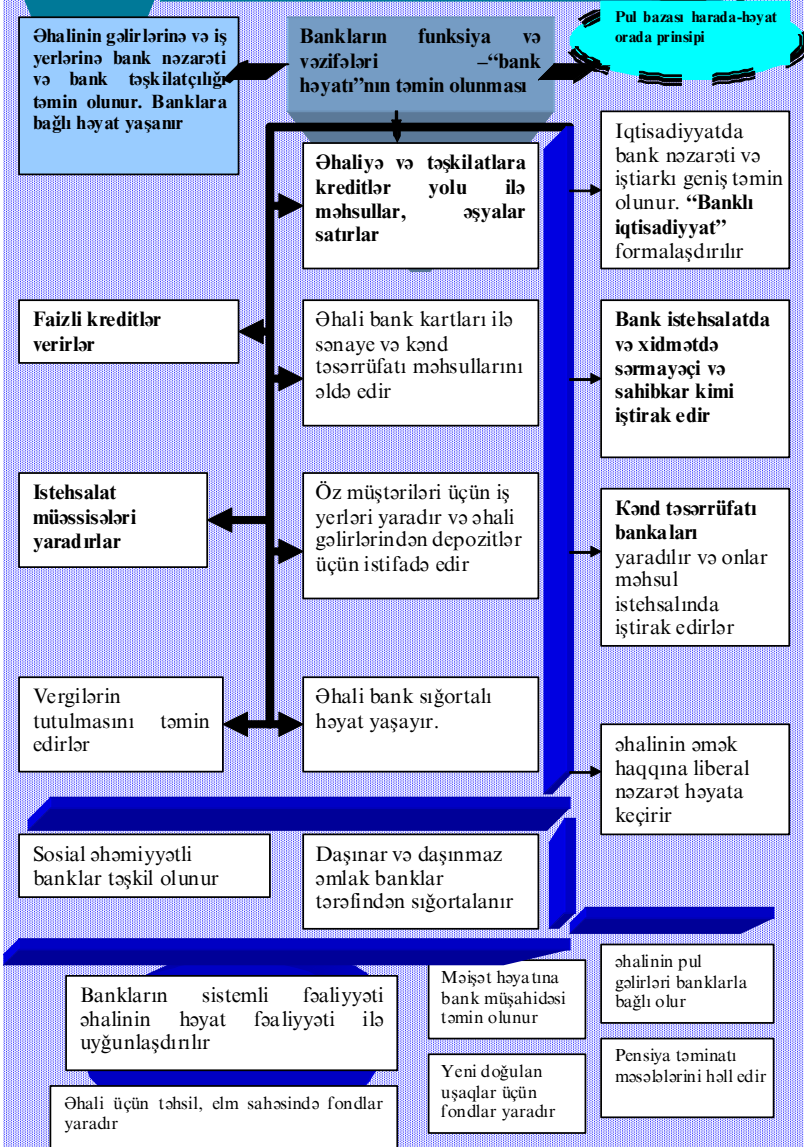 Əhalinin gəlirlərinə və iş
yerlərinə bank nəzarəti
və bank təşkilatçılığı
təmin olunur. Banklara
bağlı həyat yaşanır
Bankların funksiya və
vəzifələri –“bank
həyatı”nın təmin olunması
Pul bazası harada-həyat
orada prinsipi
Əhaliyə və təşkilatlara
kreditlər yolu ilə
məhsullar, əşyalar
satırlar
Iqtisadiyyatda
bank nəzarəti və
iştiarkı geniş təmin
olunur. “Banklı
iqtisadiyyat”
formalaşdırılır
Faizli kreditlər
verirlər
Əhali bank kartları ilə
sənaye və kənd
təsərrüfatı məhsullarını
əldə edir
Bank istehsalatda
və xidmətdə
sərmayəçi və
sahibkar kimi
iştirak edir
Istehsalat
müəssisələri
yaradırlar
Öz müştəriləri üçün iş
yerləri yaradır və əhali
gəlirlərindən depozitlər
üçün istifadə edir
Kənd təsərrüfatı
bankaları
yaradılır və onlar
məhsul
istehsalında
iştirak edirlər
Vergilərin
tutulmasını təmin
edirlər
Əhali bank sığortalı
həyat yaşayır.
əhalinin əmək
haqqına liberal
nəzarət həyata
keçirir
Sosial əhəmiyyətli
banklar təşkil olunur
Daşınar və daşınmaz
əmlak banklar
tərəfindən sığortalanır
Bankların sistemli fəaliyyəti
əhalinin həyat fəaliyyəti ilə
uyğunlaşdırılır
Məişət həyatına
bank müşahidəsi
təmin olunur
əhalinin pul
gəlirləri banklarla
bağlı olur
Əhali üçün təhsil, elm sahəsində fondlar
yaradır
Yeni doğulan
uşaqlar üçün
fondlar yaradır
Pensiya təminatı
məsələlərini həll edir